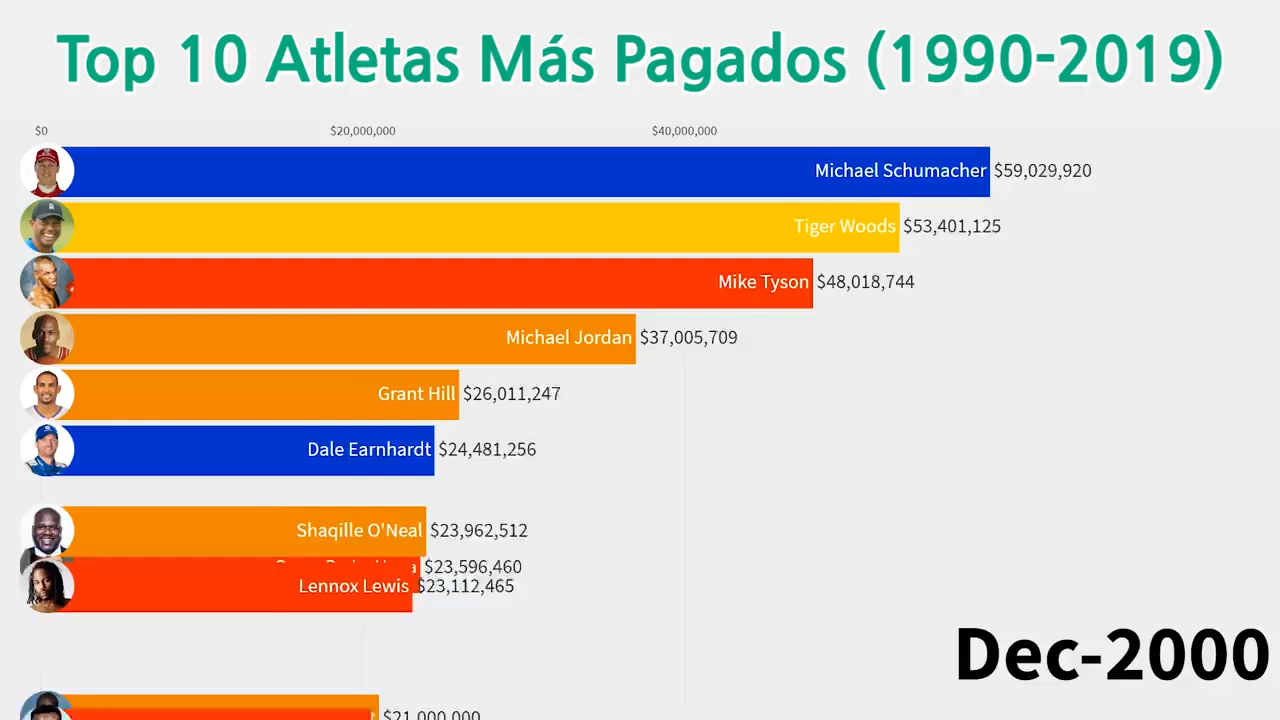 Top 10 Atletas Más Pagados (1990-2019)
$0 $20,000,000 $40,000,000
Michael Schumacher $59,029,920
Tiger Woods $53,401,125
Mike Tyson $48,018,744
Michael Jordan $37,005,709
Grant Hill $26,011,247
Dale Earnhardt $24,481,256
Shaqille O'Neal $23,962,512
$23,596,460
Lennox Lewis $23,112,465
Dec-2000
$21,000,000